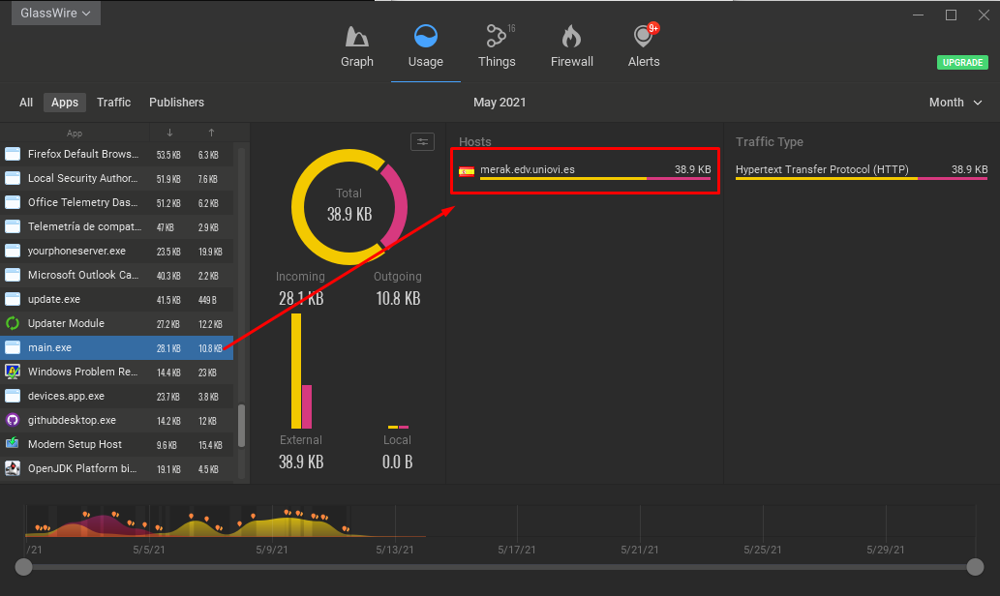 GlassWire
16
9+
Graph
Usage
Things
Firewall
Alerts
UPGRADE
All
Apps
Traffic
Publishers
May 2021
Month
App ↓ ↑
Firefox Default Brows... 53.5 KB 6.3 KB
Local Security Author... 51.9 KB 7.6 KB
Office Telemetry Das... 51.2 KB 6.2 KB
Telemetría de compat... 47 KB 2.9 KB
yourphoneserver.exe 23.5 KB 19.9 KB
Microsoft Outlook Ca... 40.3 KB 2.2 KB
update.exe 41.5 KB 449 B
Updater Module 27.2 KB 12.2 KB
main.exe 28.1 KB 10.8 KB
Windows Problem Re... 14.4 KB 23 KB
devices.app.exe 23.7 KB 3.8 KB
githubdesktop.exe 14.2 KB 12 KB
Modern Setup Host 9.6 KB 15.4 KB
OpenJDK Platform bi... 19.1 KB 4.5 KB
Total
38.9 KB
Incoming
28.1 KB
Outgoing
10.8 KB
External
38.9 KB
Local
0.0 B
Hosts
merak.edv.uniovi.es 38.9 KB
Traffic Type
Hypertext Transfer Protocol (HTTP) 38.9 KB
/21 5/5/21 5/9/21 5/13/21 5/17/21 5/21/21 5/25/21 5/29/21